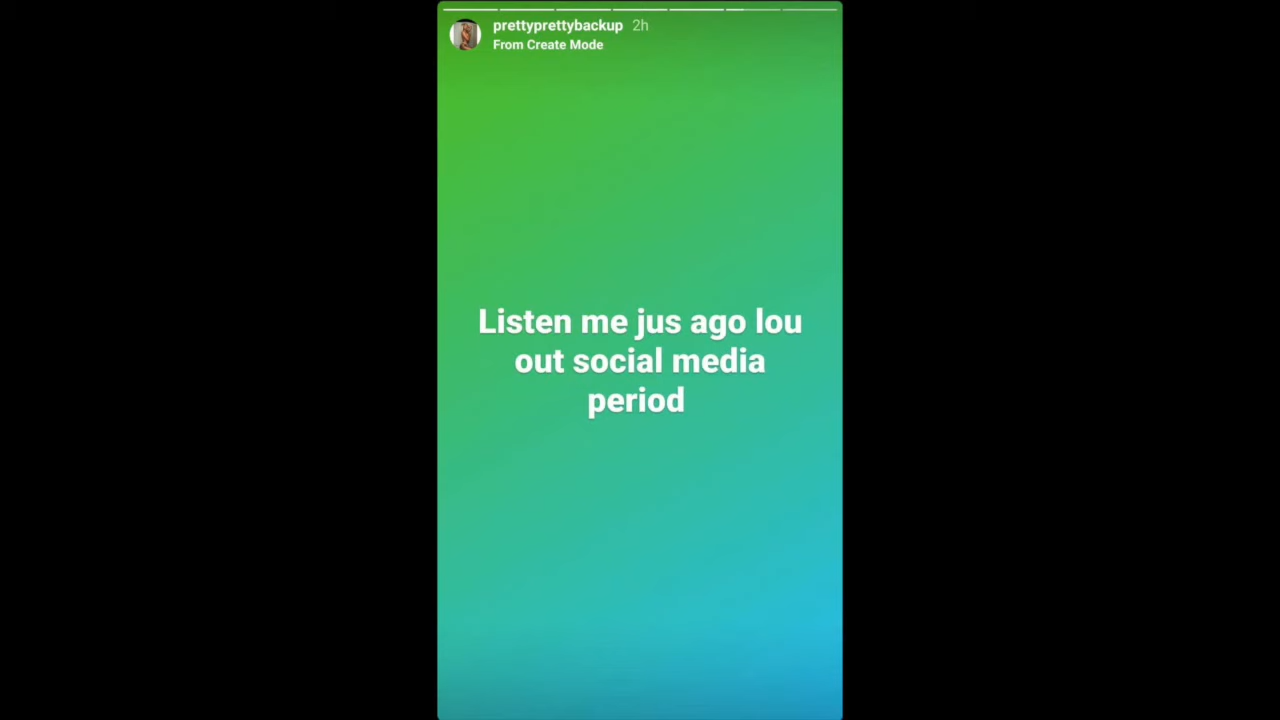 prettyprettybackup 2h
From Create Mode
Listen me jus ago lou
out social media
period